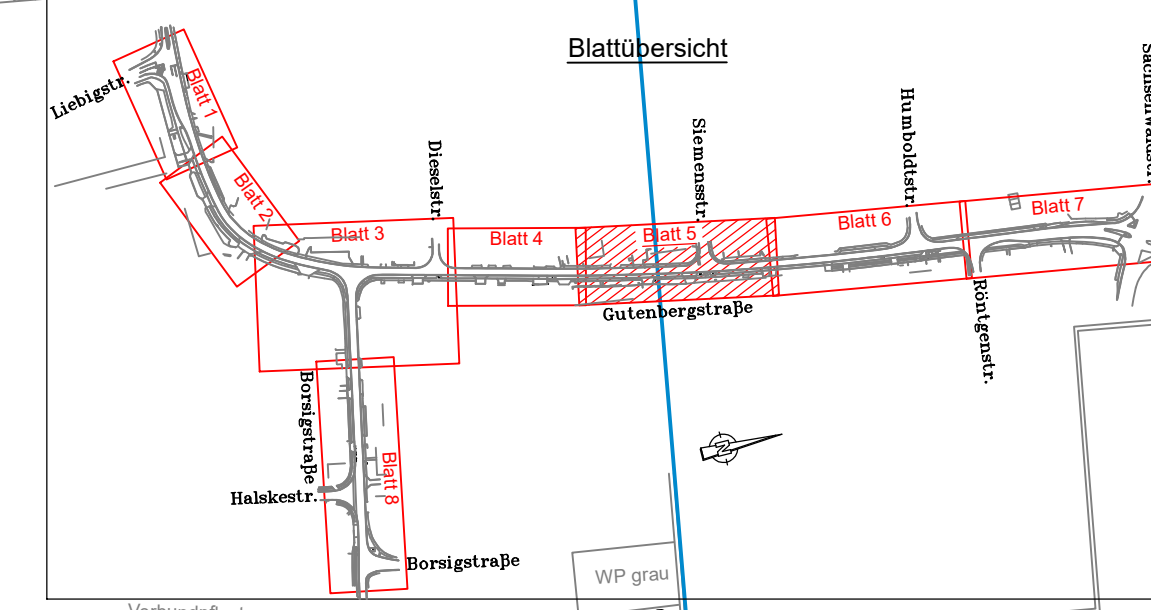 Blattübersicht
Liebigstr.
Blatt 1
Blatt 2
Dieselstr.
Siemensstr.
Humboldtstr.
Blatt 3
Blatt 4
Blatt 5
Blatt 6
Blatt 7
Gutenbergstraße
Röntgenstr.
Borsigstraße
Halskestr.
Blatt 8
Borsigstraße
N
WP grau